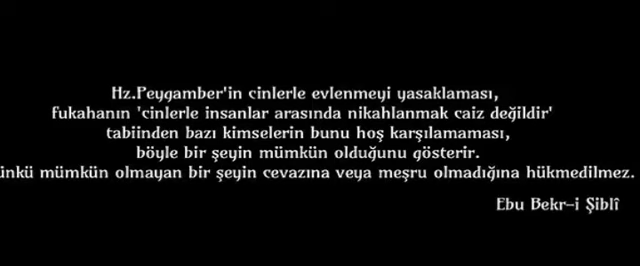 Hz.Peygamber'in cinlerle evlenmeyi yasaklaması,
fukahanın 'cinlerle insanlar arasında nikahlanmak caiz değildir'
tabiinden bazı kimselerin bunu hoş karşılamaması,
böyle bir şeyin mümkün olduğunu gösterir.
ünkü mümkün olmayan bir şeyin cevazına veya meşru olmadığına hükmedilmez.
Ebu Bekr-i Şiblî